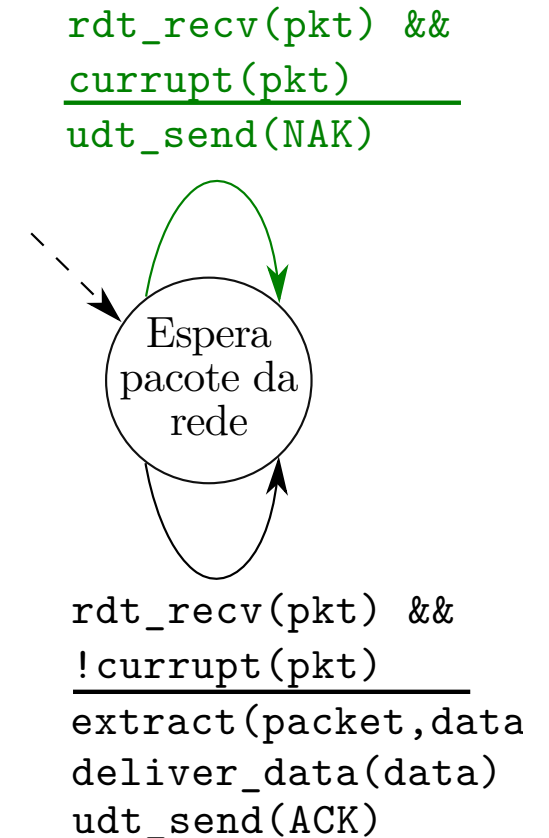 rdt_recv(pkt) &&
currupt(pkt)
udt_send(NAK)
Espera
pacote da
rede
rdt_recv(pkt) &&
!currupt(pkt)
extract(packet,data
deliver_data(data)
udt_send(ACK)